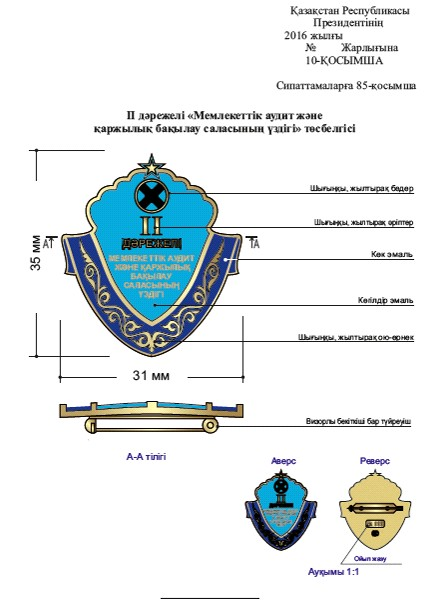 Қазақстан Республикасы
Президентінің
2016 жылғы
№ Жарлығына
10-ҚОСЫМША
Сипаттамаларға 85-қосымша
II дәрежелі «Мемлекеттік аудит және
қаржылық бақылау саласының үздігі» төсбелгісі
Шығыңқы, жылтырақ бедер
Шығыңқы, жылтырақ әріптер
Көк эмаль
Көгілдір эмаль
Шығыңқы, жылтырақ ою-өрнек
35 мм
А
А
II
ДӘРЕЖЕЛІ
МЕМЛЕКЕТТІК АУДИТ
ЖӘНЕ ҚАРЖЫЛЫҚ
БАҚЫЛАУ
САЛАСЫНЫҢ
ҮЗДІГІ
31 мм
Визорлы бекіткіші бар түйреуіш
А-А тілігі
Аверс
Реверс
Ойып жазу
Ауқымы 1:1